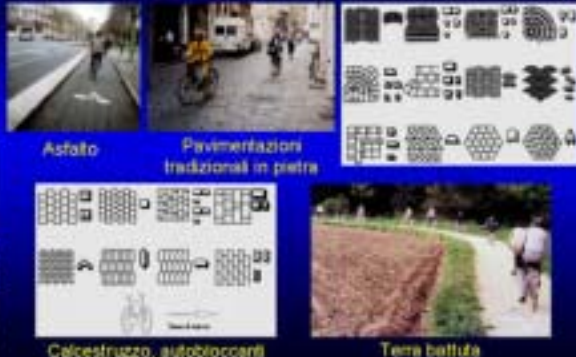 Asfalto
Pavimentazioni
tradizionali in pietra
Calcestruzzo, autobloccanti
Terra battuta